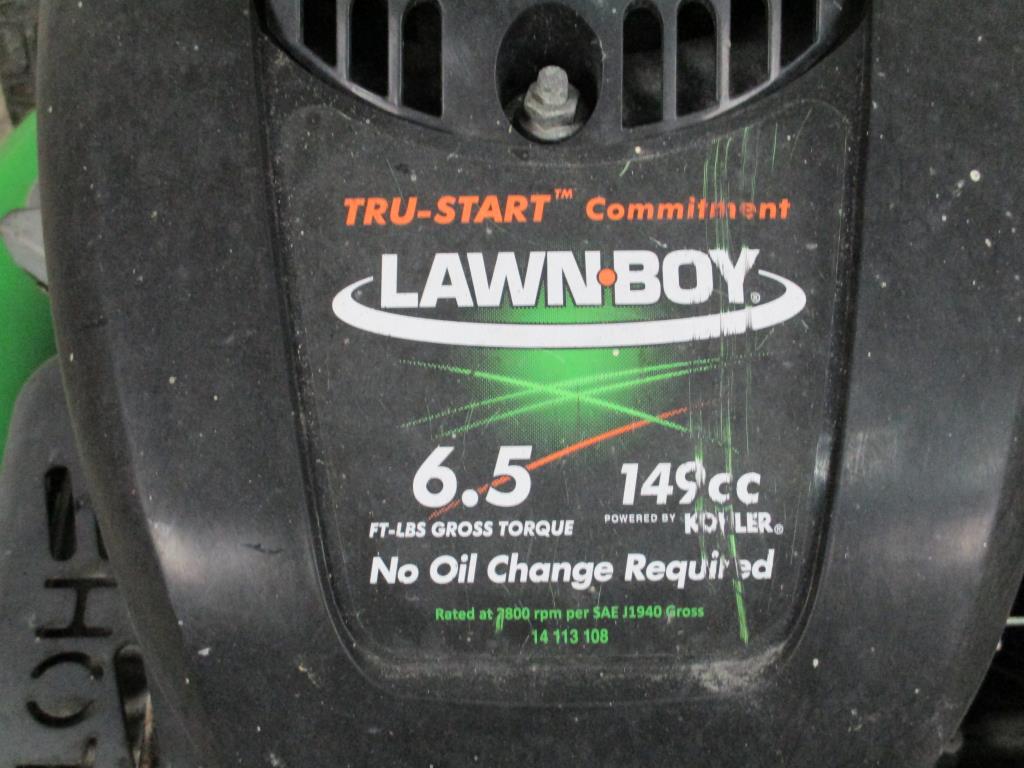 TRU-START™ Commitment
LAWN·BOY®
6.5
FT-LBS GROSS TORQUE
149cc
POWERED BY KOHLER®
No Oil Change Required
Rated at 2800 rpm per SAE J1940 Gross
14 113 108
HOT